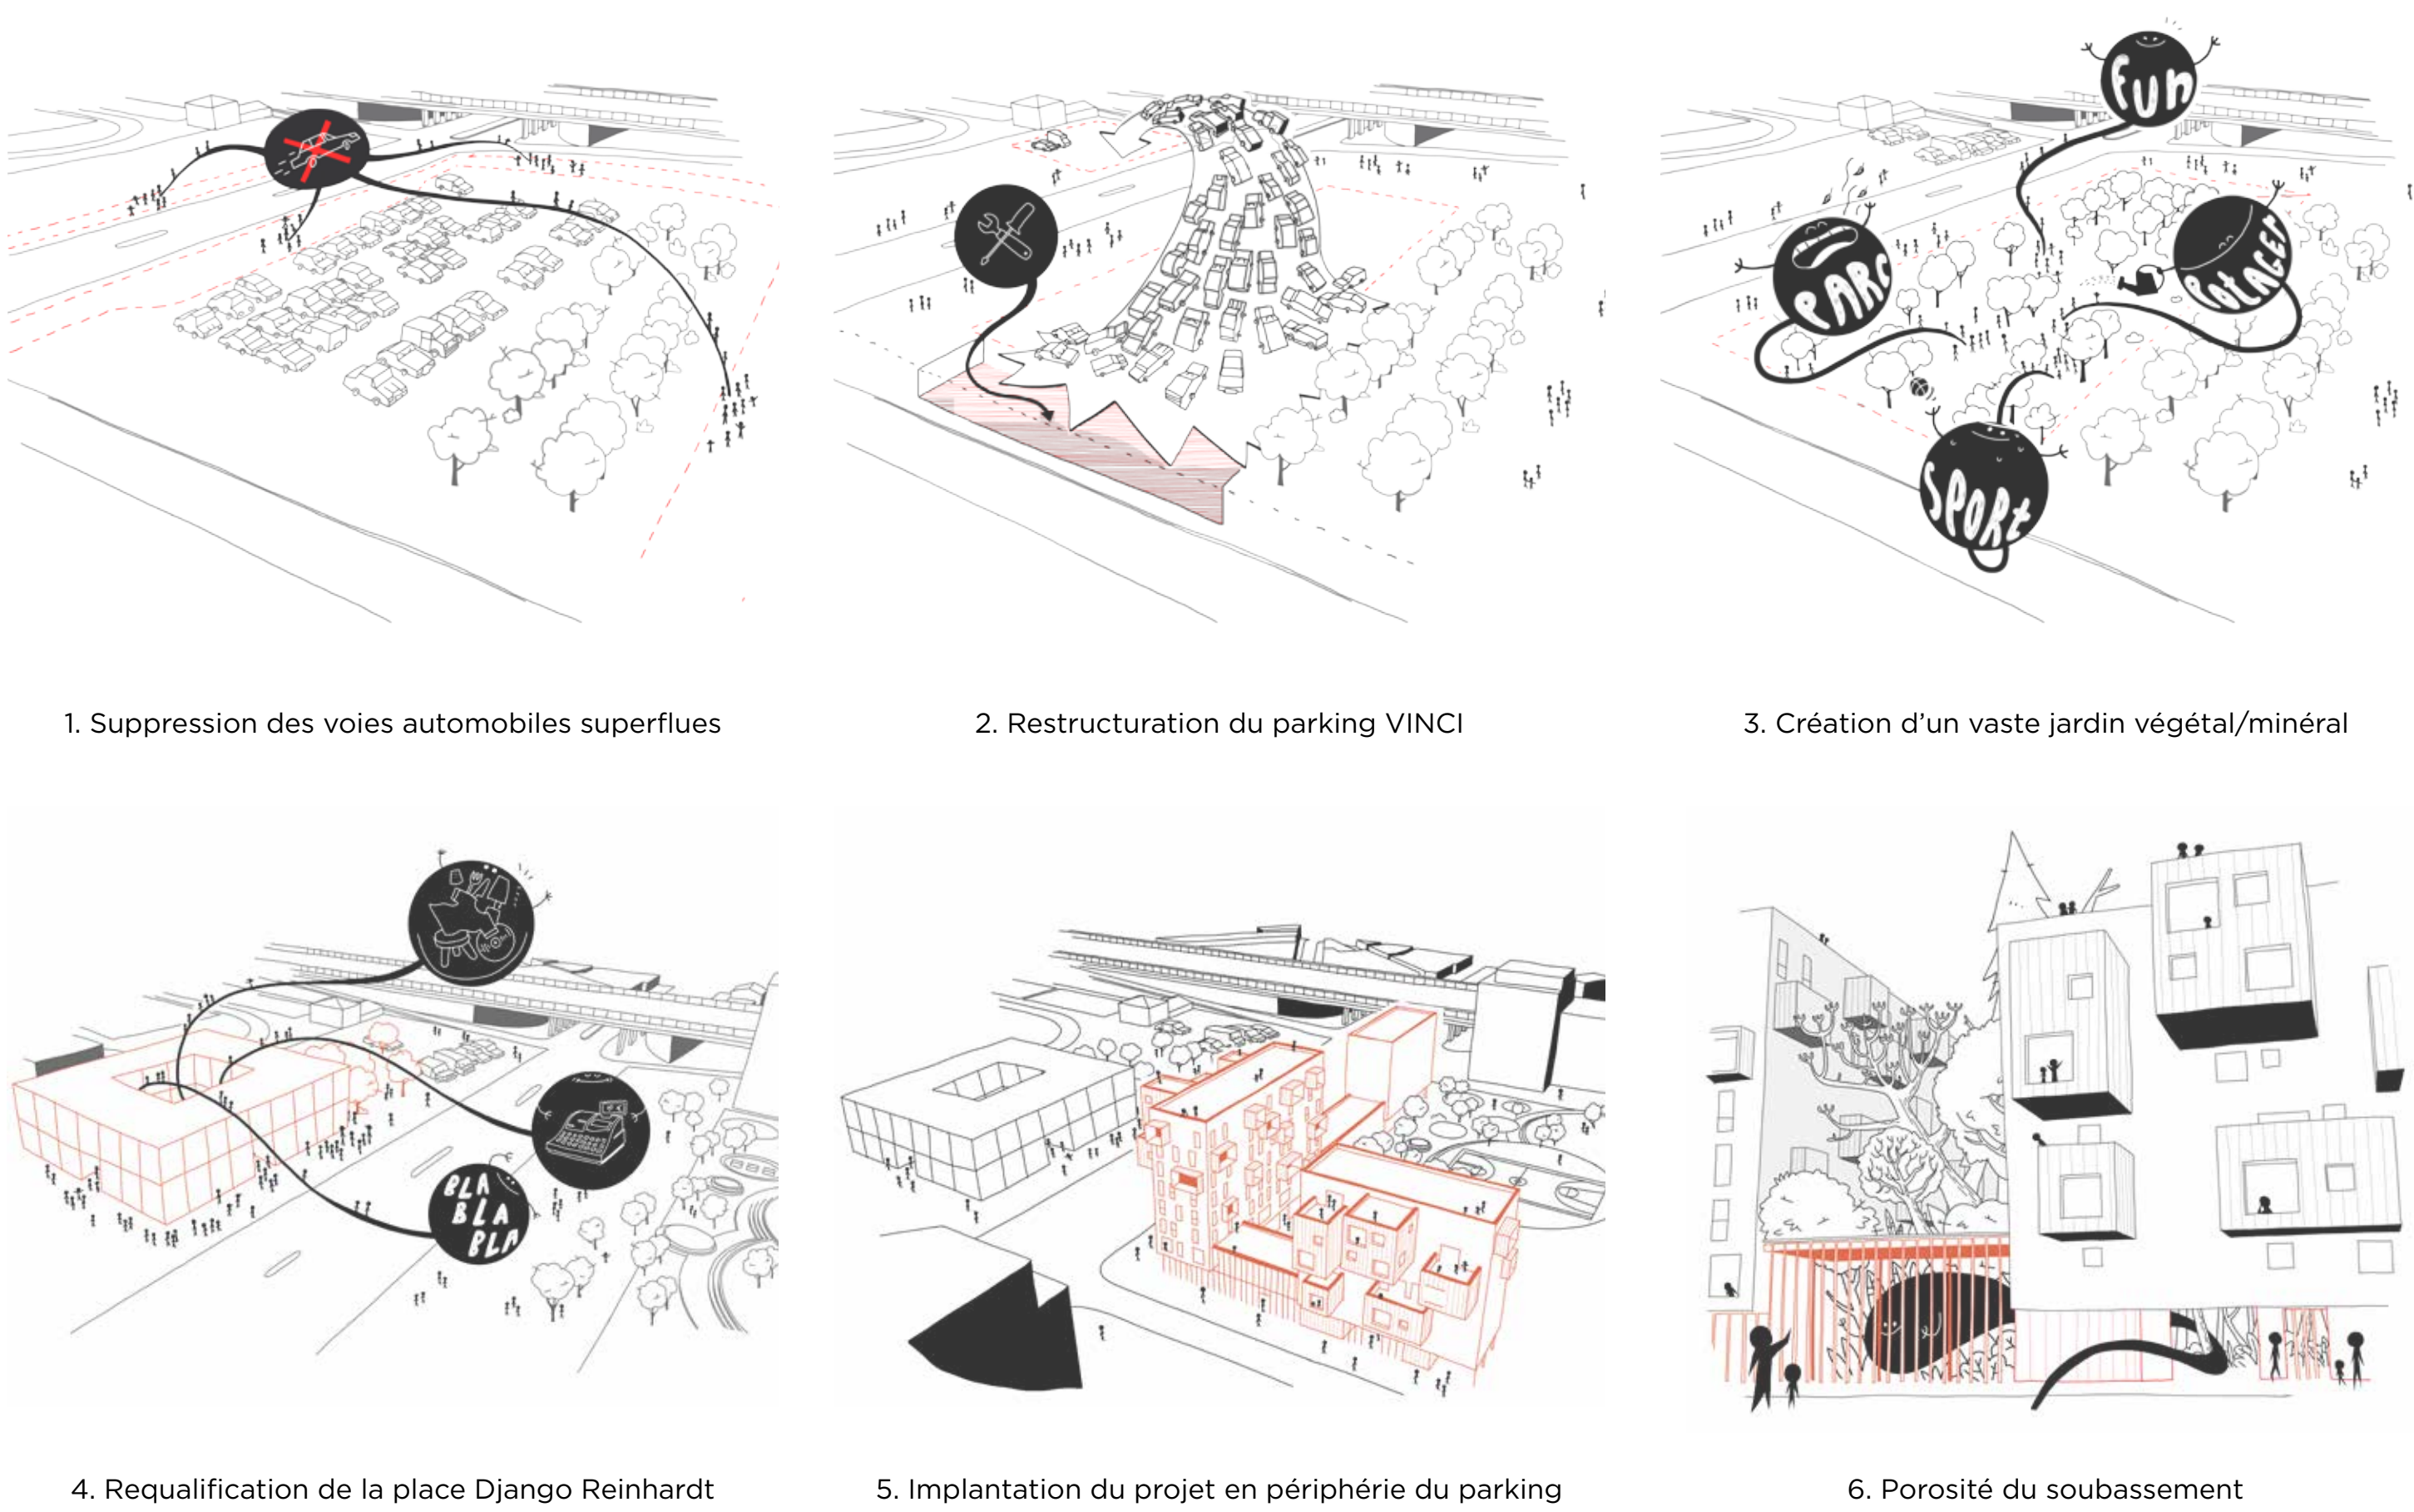 FUN
PARC
POTAGER
SPORT
1. Suppression des voies automobiles superflues
2. Restructuration du parking VINCI
3. Création d’un vaste jardin végétal/minéral
BLA
BLA
BLA
4. Requalification de la place Django Reinhardt
5. Implantation du projet en périphérie du parking
6. Porosité du soubassement